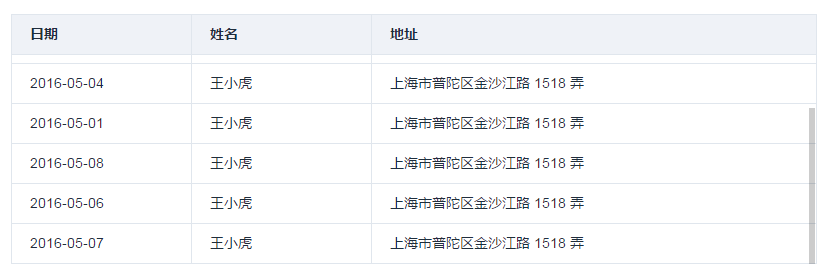 日期 姓名 地址
2016-05-04 王小虎 上海市普陀区金沙江路 1518 弄
2016-05-01 王小虎 上海市普陀区金沙江路 1518 弄
2016-05-08 王小虎 上海市普陀区金沙江路 1518 弄
2016-05-06 王小虎 上海市普陀区金沙江路 1518 弄
2016-05-07 王小虎 上海市普陀区金沙江路 1518 弄